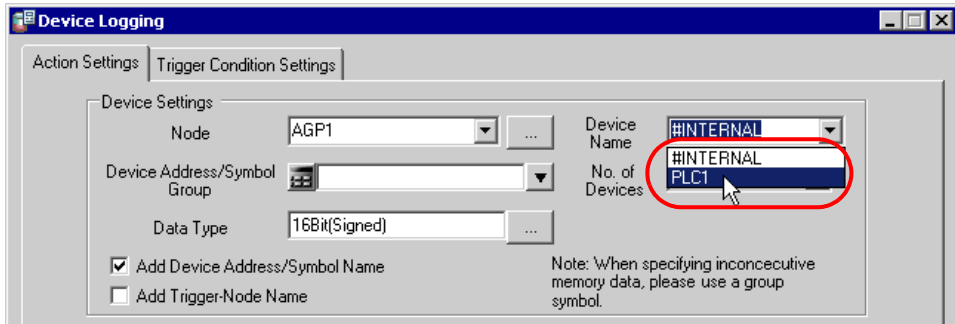 Device Logging
Action Settings
Trigger Condition Settings
Device Settings
Node
AGP1
...
Device Name
#INTERNAL
#INTERNAL
PLC1
Device Address/Symbol Group
No. of Devices
Data Type
16Bit(Signed)
...
Add Device Address/Symbol Name
Add Trigger-Node Name
Note: When specifying inconcecutive
memory data, please use a group
symbol.